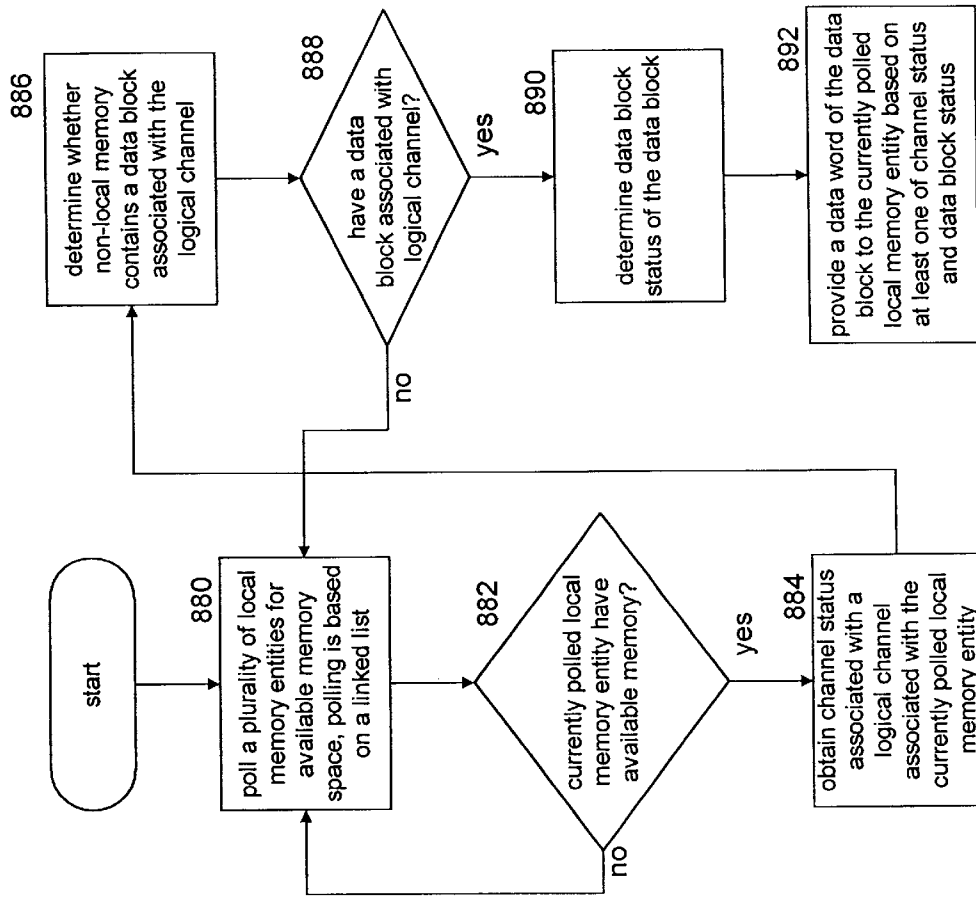 start
880
poll a plurality of local
memory entities for
available memory
space, polling is based
on a linked list
882
currently polled local
memory entity have
available memory?
no
yes
884
obtain channel status
associated with a
logical channel
associated with the
currently polled local
memory entity
886
determine whether
non-local memory
contains a data block
associated with the
logical channel
888
have a data
block associated with
logical channel?
no
yes
890
determine data block
status of the data block
892
provide a data word of the data
block to the currently polled
local memory entity based on
at least one of channel status
and data block status